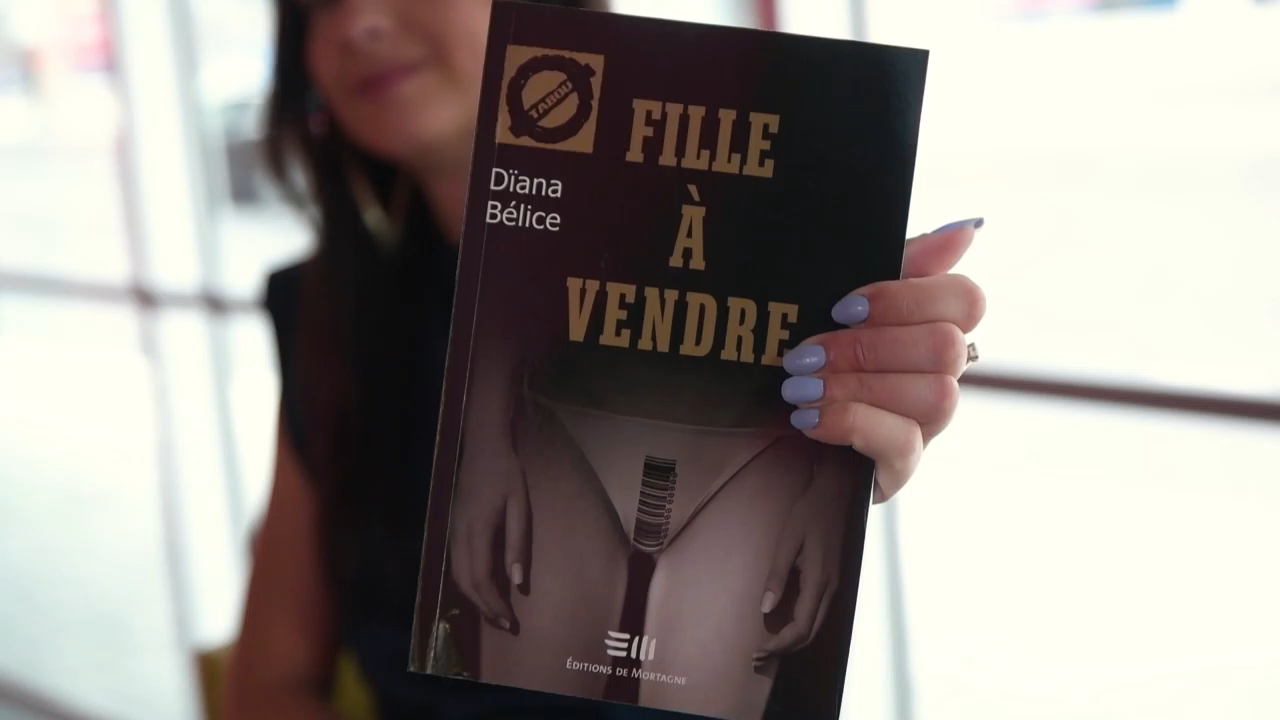 TABOU
FILLE
À
VENDRE
Dïana
Bélice
ÉDITIONS DE MORTAGNE